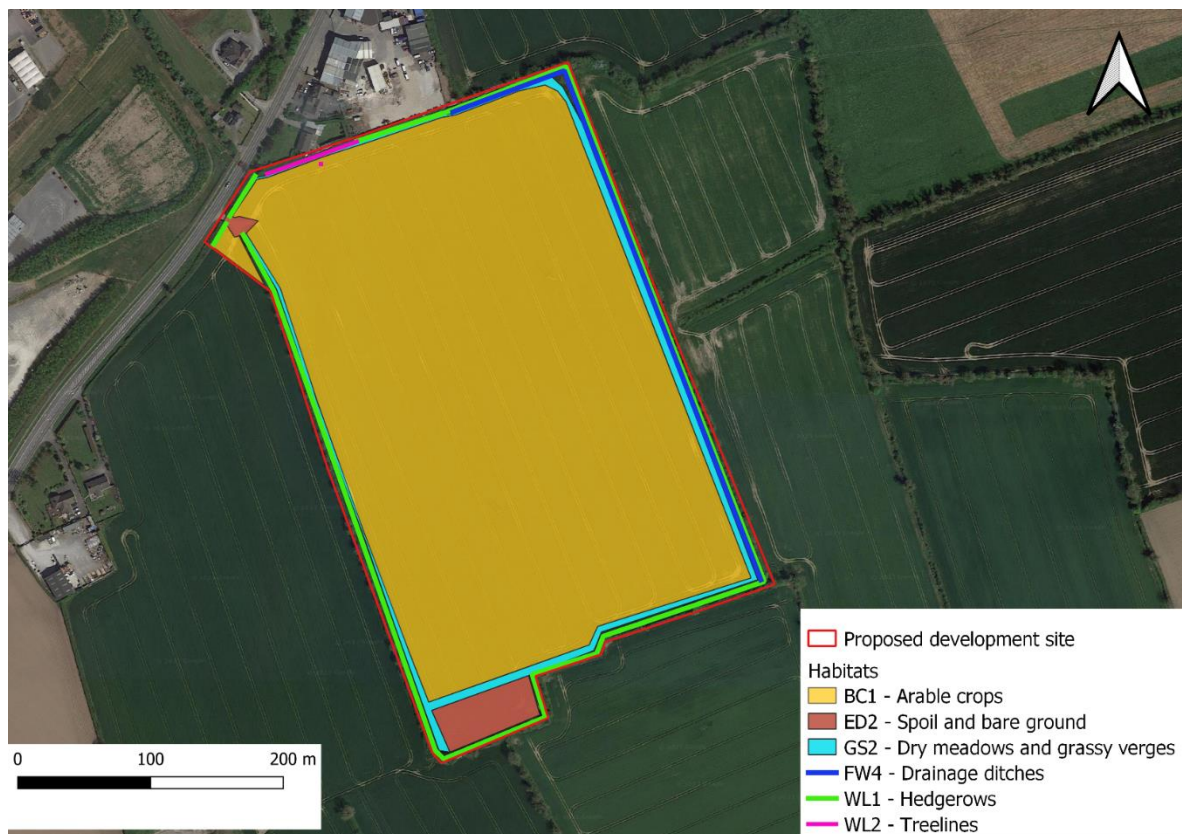 Proposed development site
Habitats
BC1 - Arable crops
ED2 - Spoil and bare ground
GS2 - Dry meadows and grassy verges
FW4 - Drainage ditches
WL1 - Hedgerows
WL2 - Treelines
0 100 200 m